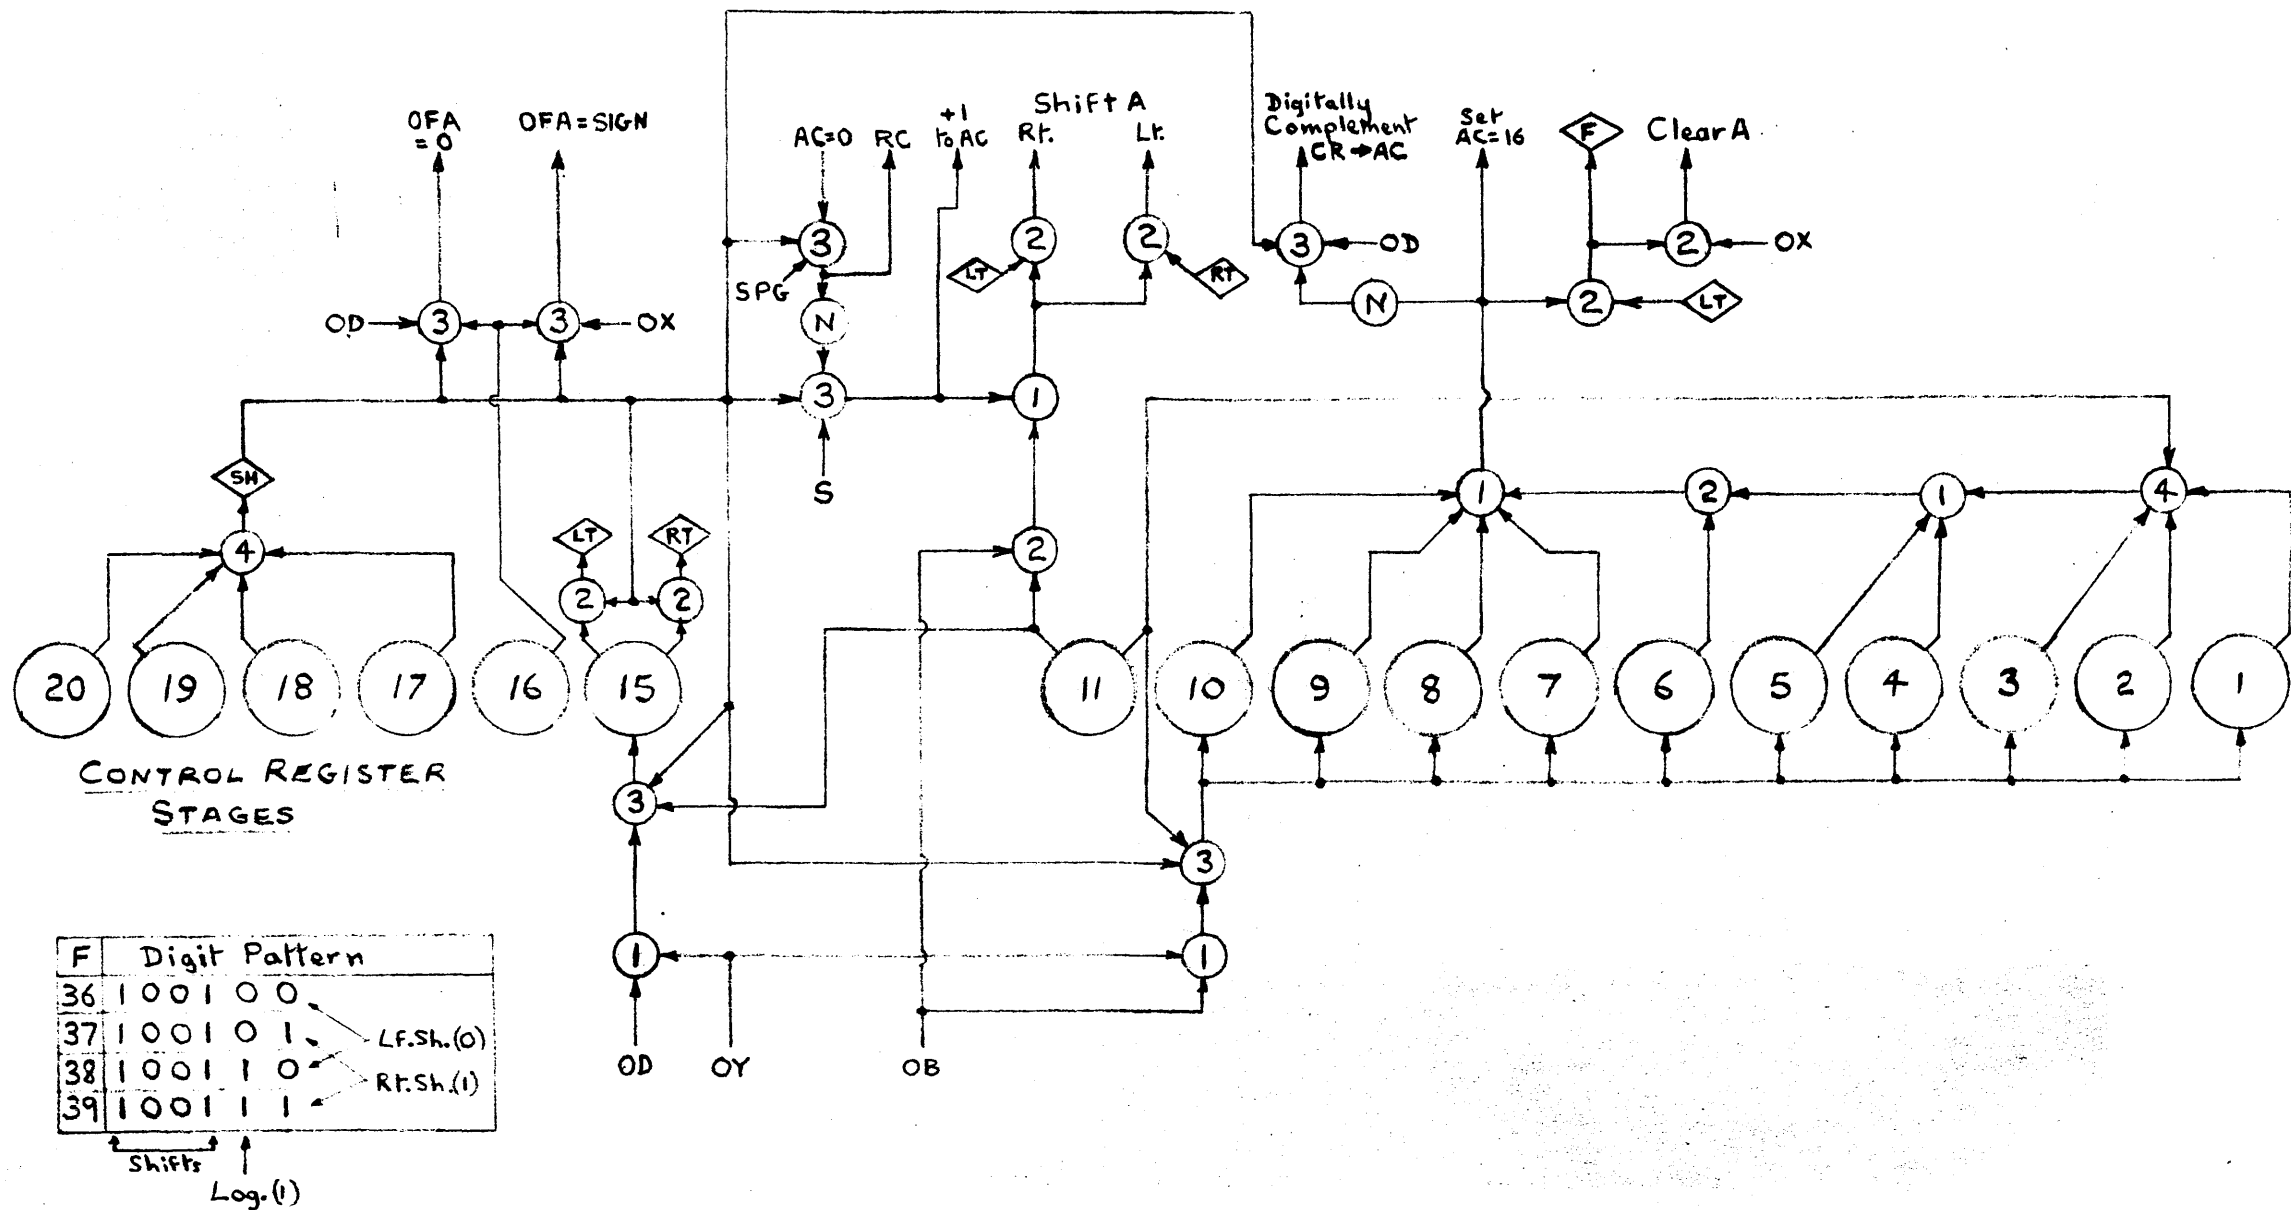 OFA
= 0
OFA = SIGN
AC=0
RC
+1
to AC
Shift A
Rt.
Lt.
Digitally
Complement
CR → AC
Set
AC=16
F
Clear A
3
2
2
3
OD
2
OX
SPG
LT
RT
OD
3
3
OX
N
N
2
LT
3
1
SH
S
1
2
1
4
4
LT
RT
2
2
2
20
19
18
17
16
15
11
10
9
8
7
6
5
4
3
2
1
CONTROL REGISTER
STAGES
3
3
1
1
OD
OY
OB
F Digit Pattern
36 1 0 0 1 0 0
37 1 0 0 1 0 1
38 1 0 0 1 1 0
39 1 0 0 1 1 1
Lf.Sh.(0)
Rt.Sh.(1)
Shifts
Log.(1)